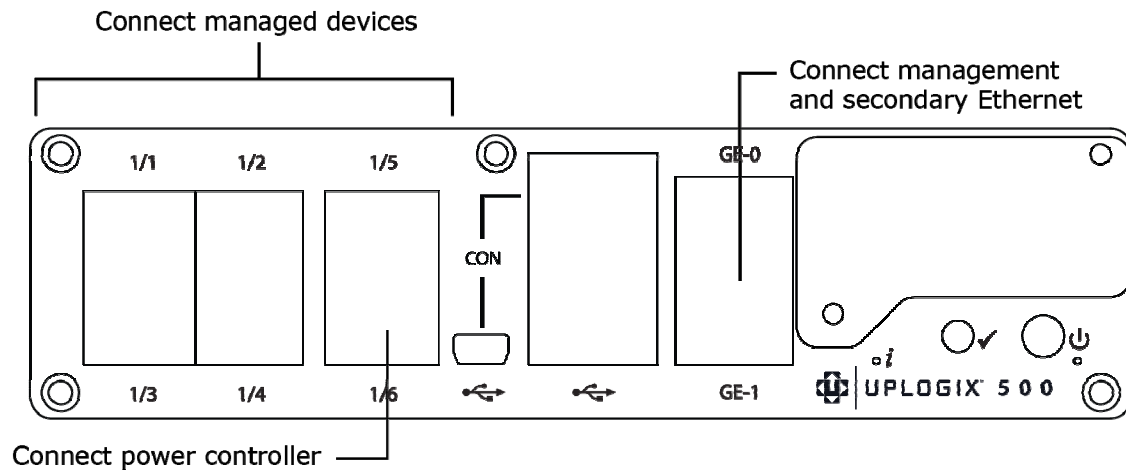 Connect managed devices
Connect management
and secondary Ethernet
1/1 1/2 1/5 GE-0
CON
1/3 1/4 1/6 GE-1
i
UPLOGIX 500
Connect power controller